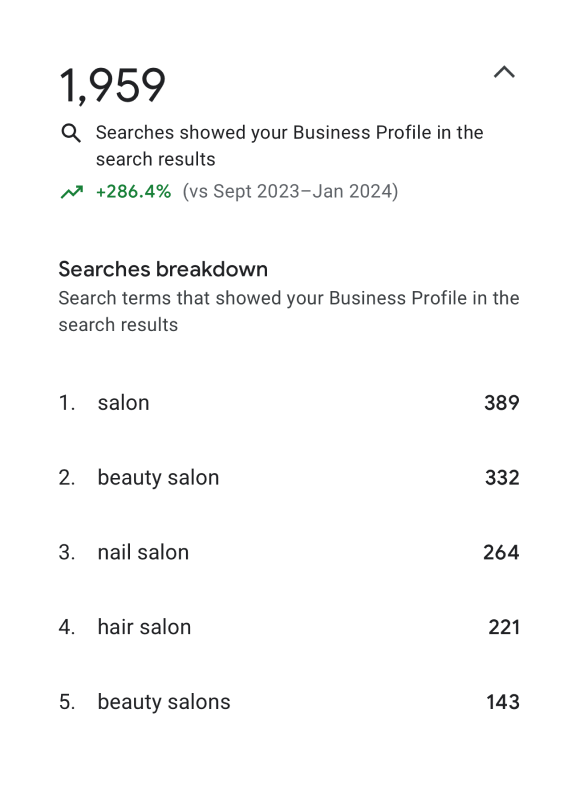 1,959
Searches showed your Business Profile in the
search results
+286.4% (vs Sept 2023–Jan 2024)
Searches breakdown
Search terms that showed your Business Profile in the
search results
1. salon 389
2. beauty salon 332
3. nail salon 264
4. hair salon 221
5. beauty salons 143